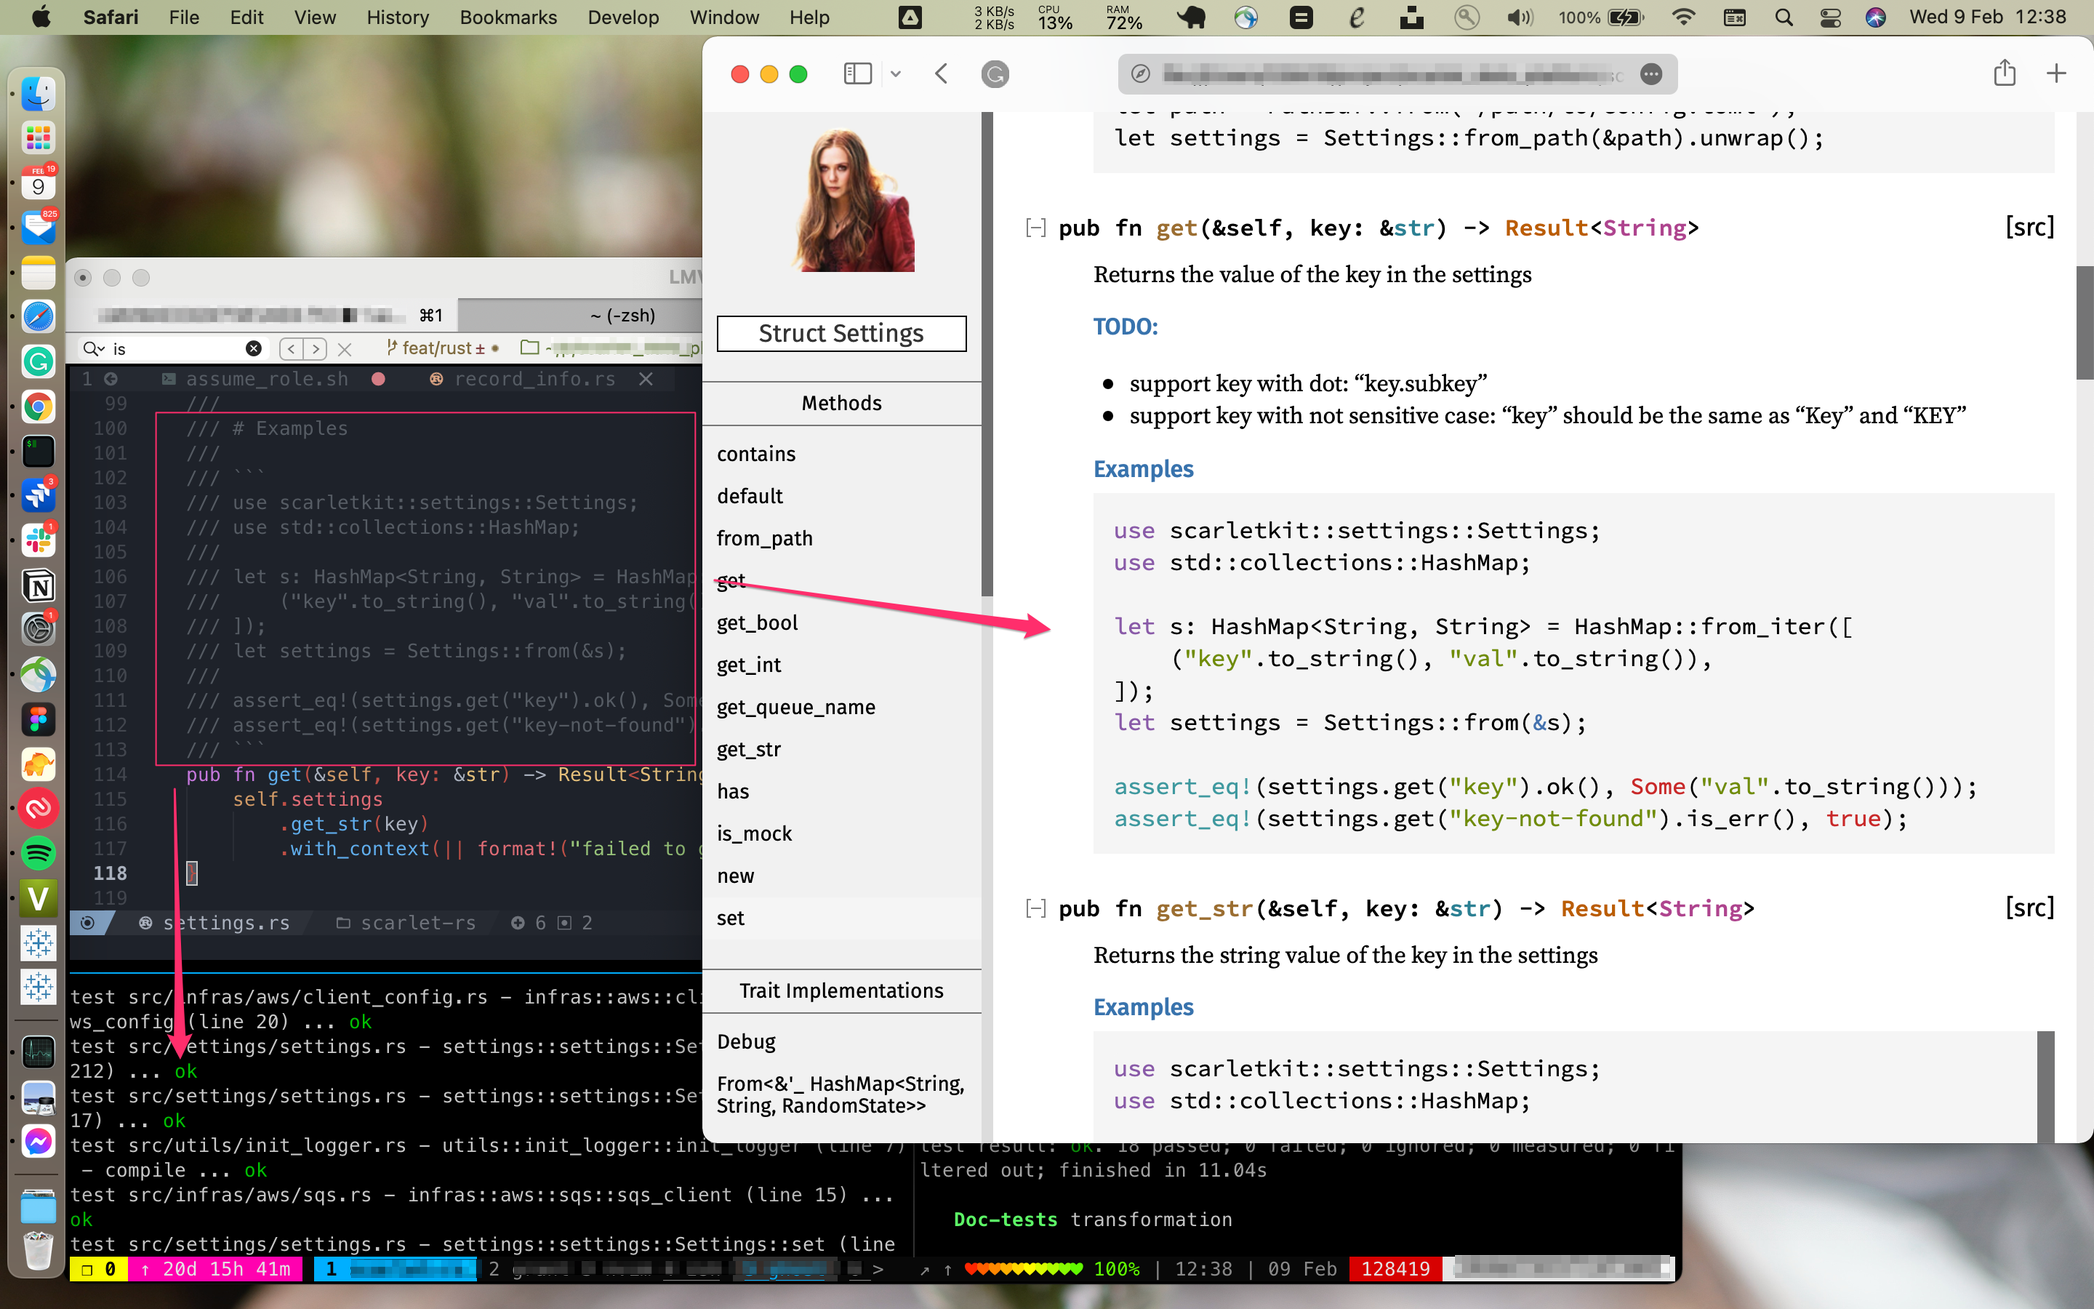 Safari File Edit View History Bookmarks Develop Window Help
3 KB/s
2 KB/s
CPU
13%
RAM
72%
100%
Wed 9 Feb 12:38
FEB 19
9
825
3
1
1
LMV
⌘1
~ (-zsh)
is
feat/rust ±
1 assume_role.sh record_info.rs
99 ///
100 /// # Examples
101 ///
102 /// ```
103 /// use scarletkit::settings::Settings;
104 /// use std::collections::HashMap;
105 ///
106 /// let s: HashMap<String, String> = HashMap
107 /// ("key".to_string(), "val".to_string(
108 /// ]);
109 /// let settings = Settings::from(&s);
110 ///
111 /// assert_eq!(settings.get("key").ok(), Som
112 /// assert_eq!(settings.get("key-not-found")
113 /// ```
114 pub fn get(&self, key: &str) -> Result<String
115 self.settings
116 .get_str(key)
117 .with_context(|| format!("failed to g
118 }
119
settings.rs scarlet-rs 6 2
test src/infras/aws/client_config.rs - infras::aws::cli
ws_config (line 20) ... ok
test src/settings/settings.rs - settings::settings::Set
212) ... ok
test src/settings/settings.rs - settings::settings::Set
17) ... ok
test src/utils/init_logger.rs - utils::init_logger::init_logger (line 7)
- compile ... ok
test src/infras/aws/sqs.rs - infras::aws::sqs::sqs_client (line 15) ...
ok
test src/settings/settings.rs - settings::settings::Settings::set (line
test result: ok. 18 passed; 0 failed; 0 ignored; 0 measured; 0 fi
ltered out; finished in 11.04s
Doc-tests transformation
0 ↑ 20d 15h 41m 1 2 > ↗ ↑ 100% | 12:38 | 09 Feb 128419
Struct Settings
Methods
contains
default
from_path
get
get_bool
get_int
get_queue_name
get_str
has
is_mock
new
set
Trait Implementations
Debug
From<&'_ HashMap<String,
String, RandomState>>
let settings = Settings::from_path(&path).unwrap();
[-] pub fn get(&self, key: &str) -> Result<String> [src]
Returns the value of the key in the settings
TODO:
• support key with dot: “key.subkey”
• support key with not sensitive case: “key” should be the same as “Key” and “KEY”
Examples
use scarletkit::settings::Settings;
use std::collections::HashMap;
let s: HashMap<String, String> = HashMap::from_iter([
("key".to_string(), "val".to_string()),
]);
let settings = Settings::from(&s);
assert_eq!(settings.get("key").ok(), Some("val".to_string()));
assert_eq!(settings.get("key-not-found").is_err(), true);
[-] pub fn get_str(&self, key: &str) -> Result<String> [src]
Returns the string value of the key in the settings
Examples
use scarletkit::settings::Settings;
use std::collections::HashMap;